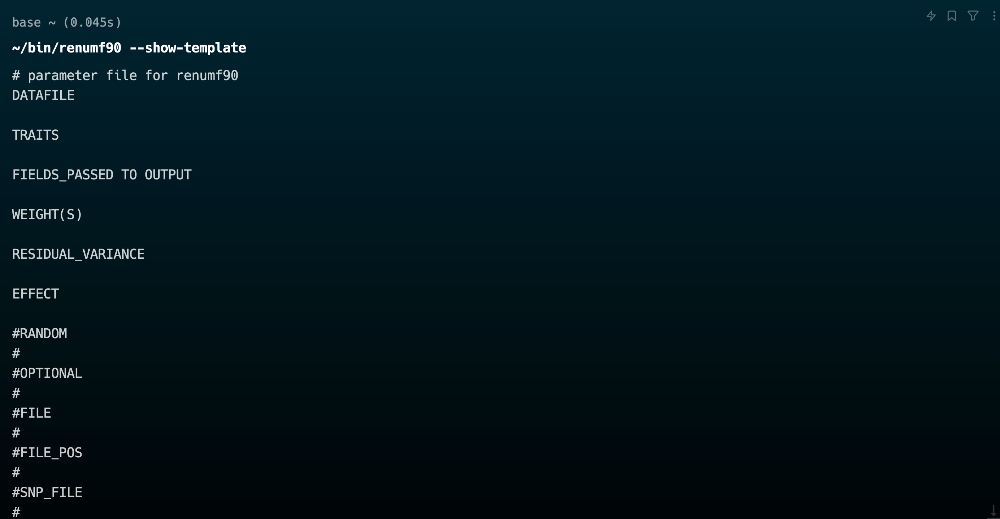 base ~ (0.045s)
~/bin/renumf90 --show-template
# parameter file for renumf90
DATAFILE
TRAITS
FIELDS_PASSED TO OUTPUT
WEIGHT(S)
RESIDUAL_VARIANCE
EFFECT
#RANDOM
#
#OPTIONAL
#
#FILE
#
#FILE_POS
#
#SNP_FILE
#